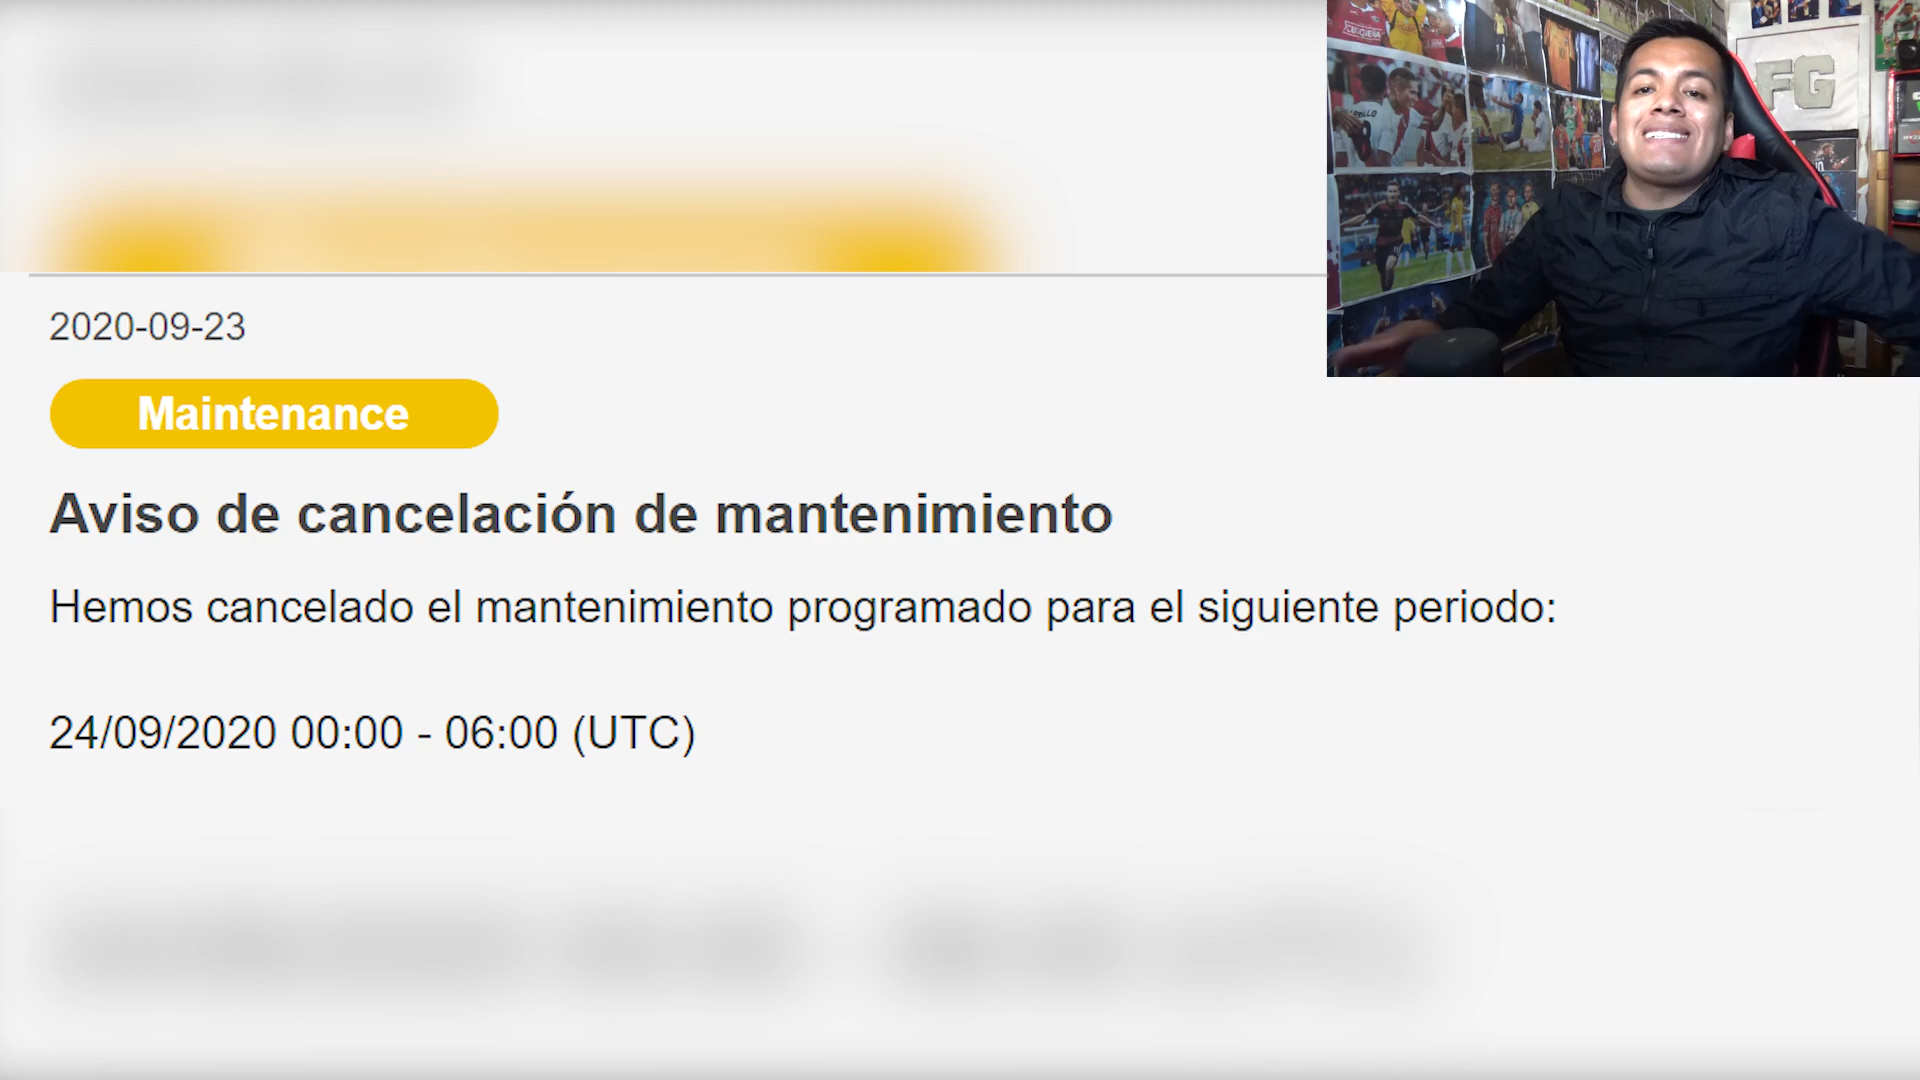 2020-09-23
Maintenance
Aviso de cancelación de mantenimiento
Hemos cancelado el mantenimiento programado para el siguiente periodo:
24/09/2020 00:00 - 06:00 (UTC)
FG